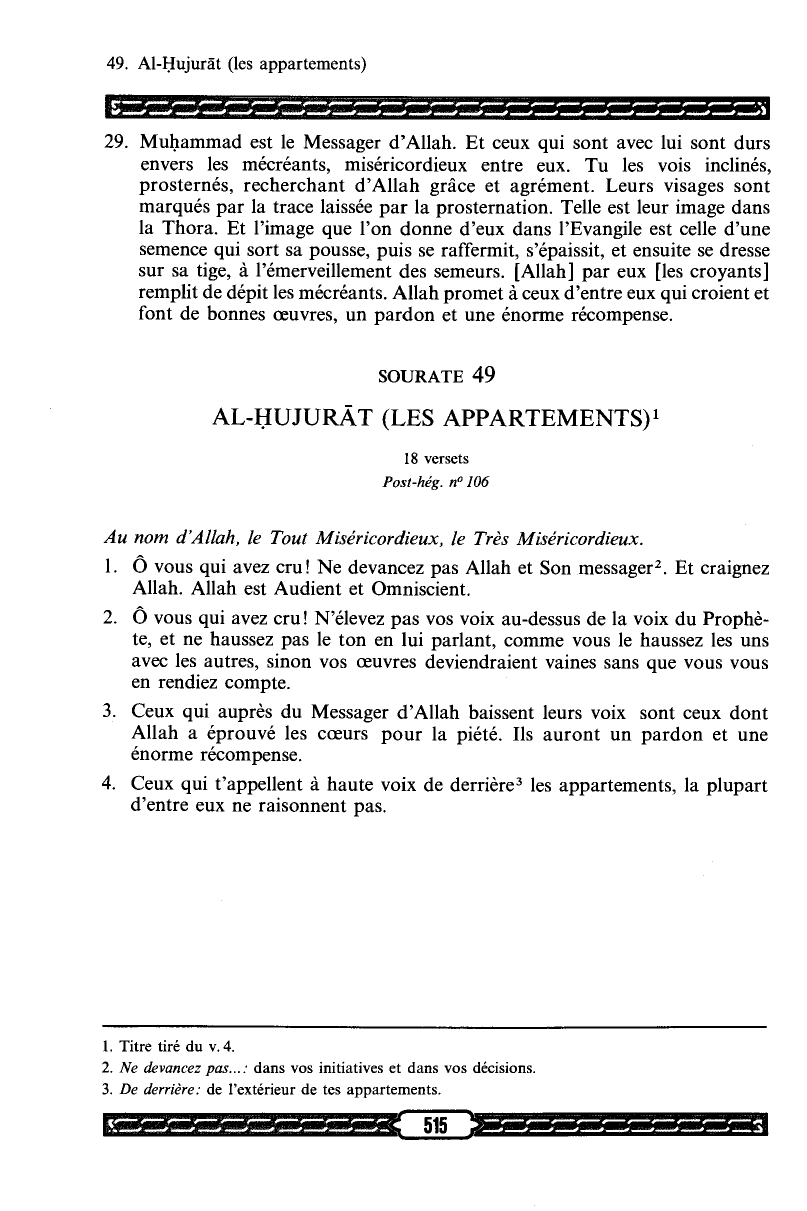 49. Al-Ḥujurāt (les appartements)
29. Muḥammad est le Messager d'Allah. Et ceux qui sont avec lui sont durs
envers les mécréants, miséricordieux entre eux. Tu les vois inclinés,
prosternés, recherchant d'Allah grâce et agrément. Leurs visages sont
marqués par la trace laissée par la prosternation. Telle est leur image dans
la Thora. Et l'image que l'on donne d'eux dans l'Evangile est celle d'une
semence qui sort sa pousse, puis se raffermit, s'épaissit, et ensuite se dresse
sur sa tige, à l'émerveillement des semeurs. [Allah] par eux [les croyants]
remplit de dépit les mécréants. Allah promet à ceux d'entre eux qui croient et
font de bonnes œuvres, un pardon et une énorme récompense.
SOURATE 49
AL-ḤUJURĀT (LES APPARTEMENTS)¹
18 versets
Post-hég. nº 106
Au nom d'Allah, le Tout Miséricordieux, le Très Miséricordieux.
1. Ô vous qui avez cru! Ne devancez pas Allah et Son messager². Et craignez
Allah. Allah est Audient et Omniscient.
2. Ô vous qui avez cru! N'élevez pas vos voix au-dessus de la voix du Prophè-
te, et ne haussez pas le ton en lui parlant, comme vous le haussez les uns
avec les autres, sinon vos œuvres deviendraient vaines sans que vous vous
en rendiez compte.
3. Ceux qui auprès du Messager d'Allah baissent leurs voix sont ceux dont
Allah a éprouvé les cœurs pour la piété. Ils auront un pardon et une
énorme récompense.
4. Ceux qui t'appellent à haute voix de derrière³ les appartements, la plupart
d'entre eux ne raisonnent pas.
1. Titre tiré du v. 4.
2. Ne devancez pas...: dans vos initiatives et dans vos décisions.
3. De derrière: de l'extérieur de tes appartements.
515